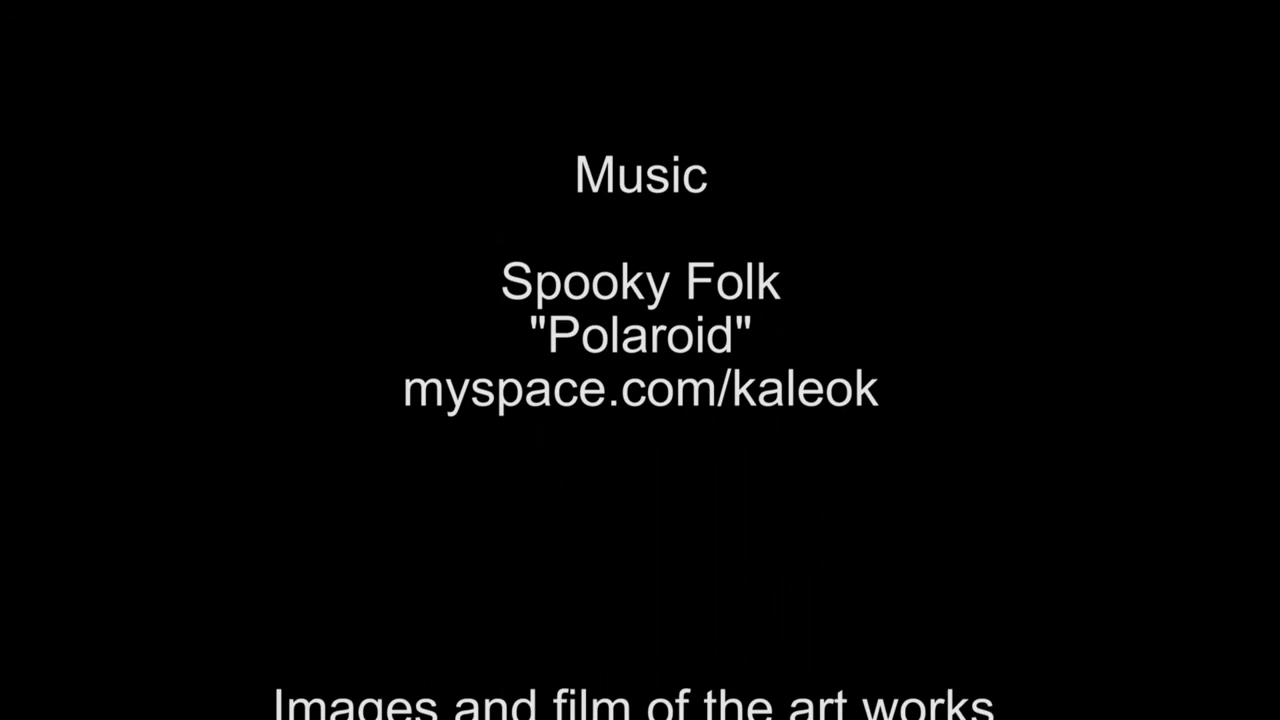 Music
Spooky Folk
"Polaroid"
myspace.com/kaleok
Images and film of the art works